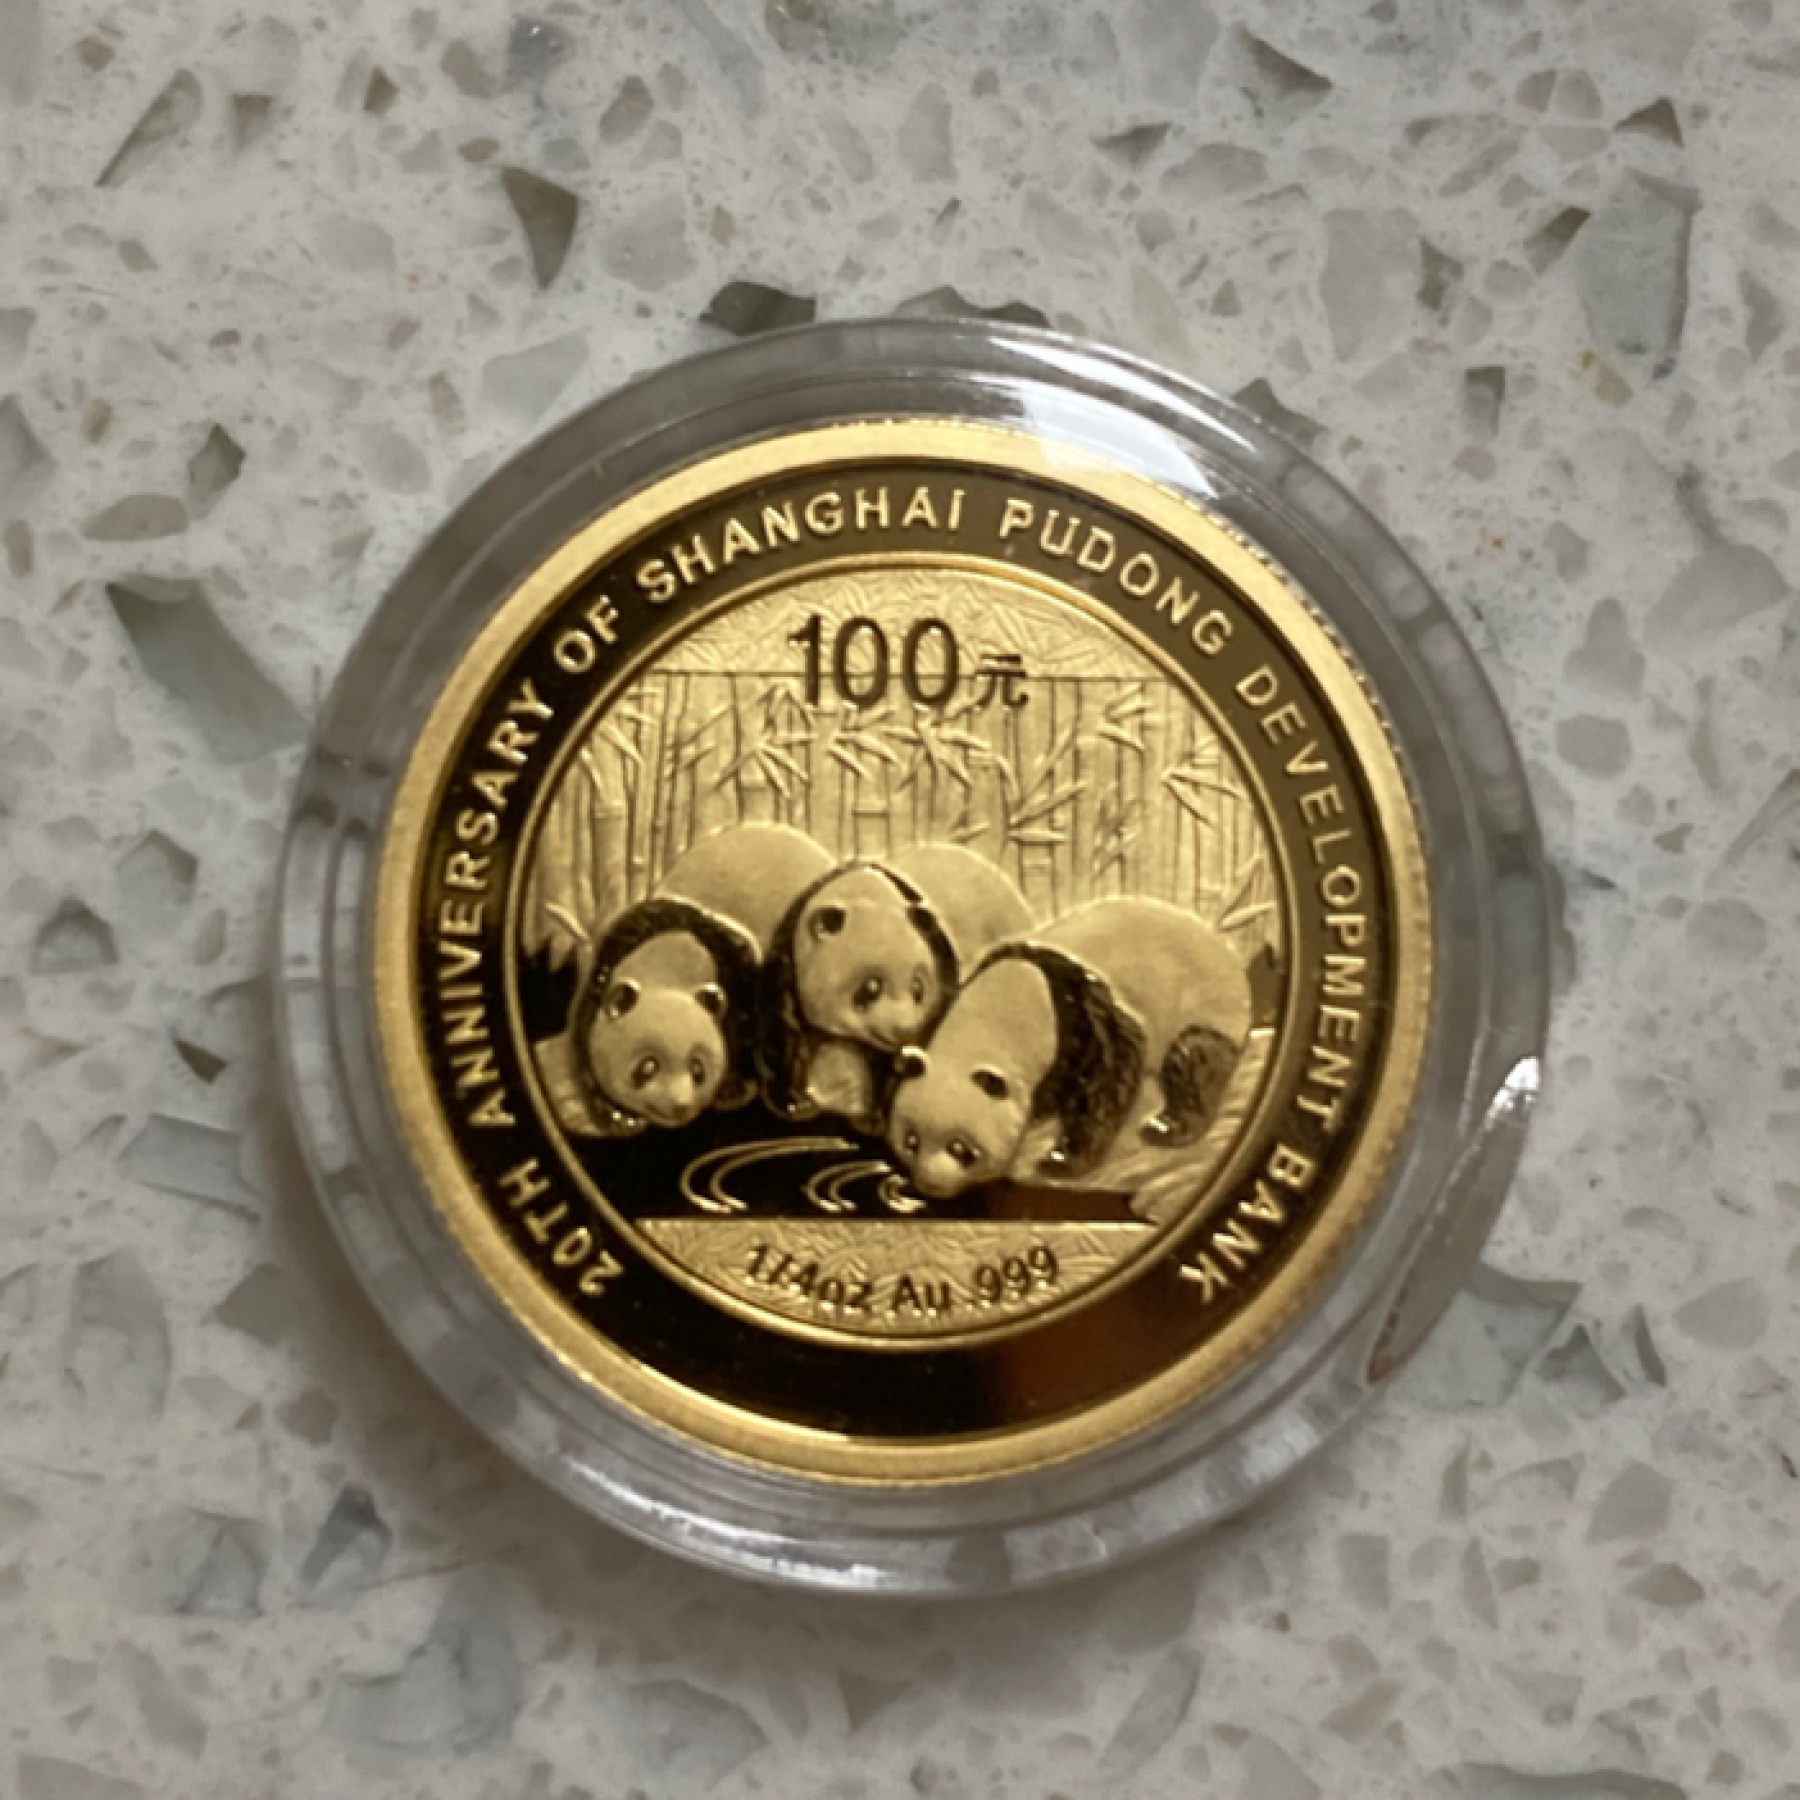 20TH ANNIVERSARY OF SHANGHAI PUDONG DEVELOPMENT BANK
100元
1/4oz Au .999